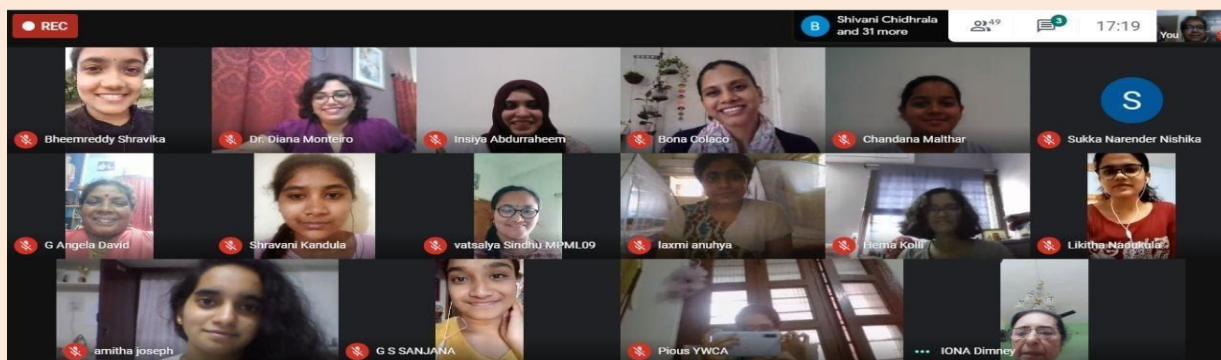 REC
B
Shivani Chidhrala
and 31 more
49
3
17:19
You
Bheemreddy Shravika
Dr. Diana Monteiro
Insiya Abdurraheem
Bona Colaco
Chandana Malthar
S
Sukka Narender Nishika
G Angela David
Shravani Kandula
vatsalya Sindhu MPML09
laxmi anuhya
Hema Kolli
Likitha Nadukula
amitha joseph
G S SANJANA
Pious YWCA
IONA Dimney